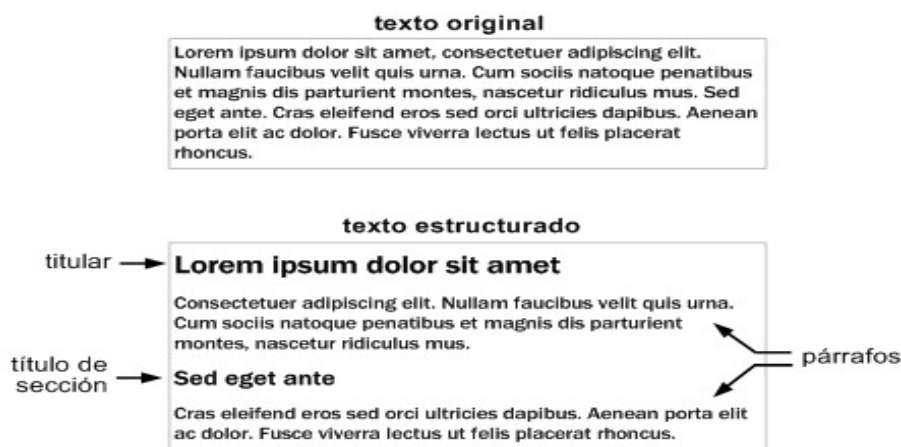 texto original
Lorem ipsum dolor sit amet, consectetuer adipiscing elit.
Nullam faucibus velit quis urna. Cum sociis natoque penatibus
et magnis dis parturient montes, nascetur ridiculus mus. Sed
eget ante. Cras eleifend eros sed orci ultricies dapibus. Aenean
porta elit ac dolor. Fusce viverra lectus ut felis placerat
rhoncus.
texto estructurado
titular
Lorem ipsum dolor sit amet
Consectetuer adipiscing elit. Nullam faucibus velit quis urna.
Cum sociis natoque penatibus et magnis dis parturient
montes, nascetur ridiculus mus.
párrafos
título de
sección
Sed eget ante
Cras eleifend eros sed orci ultricies dapibus. Aenean porta elit
ac dolor. Fusce viverra lectus ut felis placerat rhoncus.